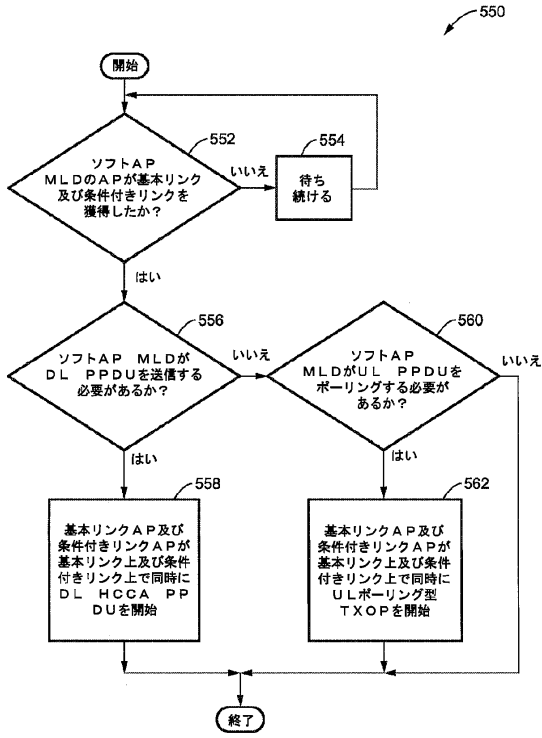 550
開始
552
ソフトAP
MLDのAPが基本リンク
及び条件付きリンクを
獲得したか?
いいえ
554
待ち
続ける
はい
556
ソフトAP MLDが
DL PPDUを送信する
必要があるか?
いいえ
560
ソフトAP
MLDがUL PPDUを
ポーリングする必要が
あるか?
いいえ
はい
はい
558
基本リンクAP及び
条件付きリンクAPが
基本リンク上及び条件
付きリンク上で同時に
DL HCCA PP
DUを開始
562
基本リンクAP及び
条件付きリンクAPが
基本リンク上及び条件
付きリンク上で同時に
ULポーリング型
TXOPを開始
終了